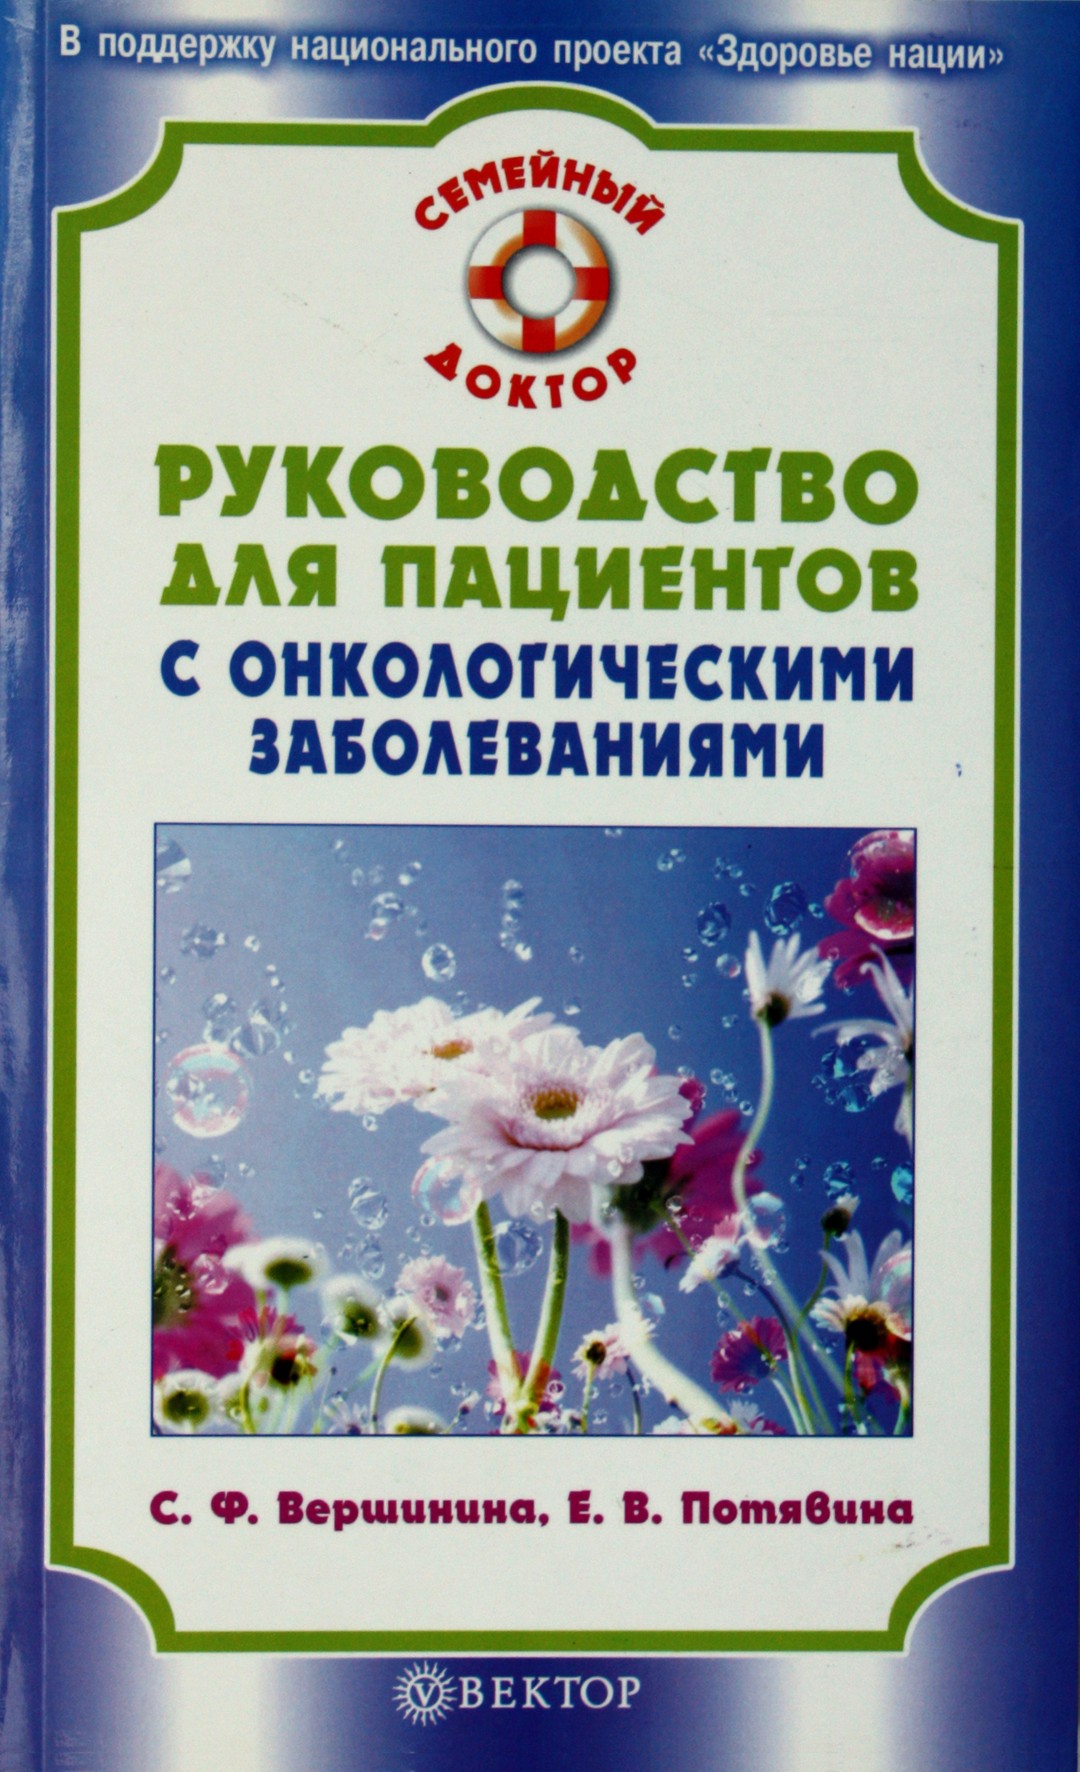 В поддержку национального проекта «Здоровье нации»
СЕМЕЙНЫЙ
ДОКТОР
РУКОВОДСТВО
ДЛЯ ПАЦИЕНТОВ
С ОНКОЛОГИЧЕСКИМИ
ЗАБОЛЕВАНИЯМИ
С. Ф. Вершинина, Е. В. Потявина
V ВЕКТОР